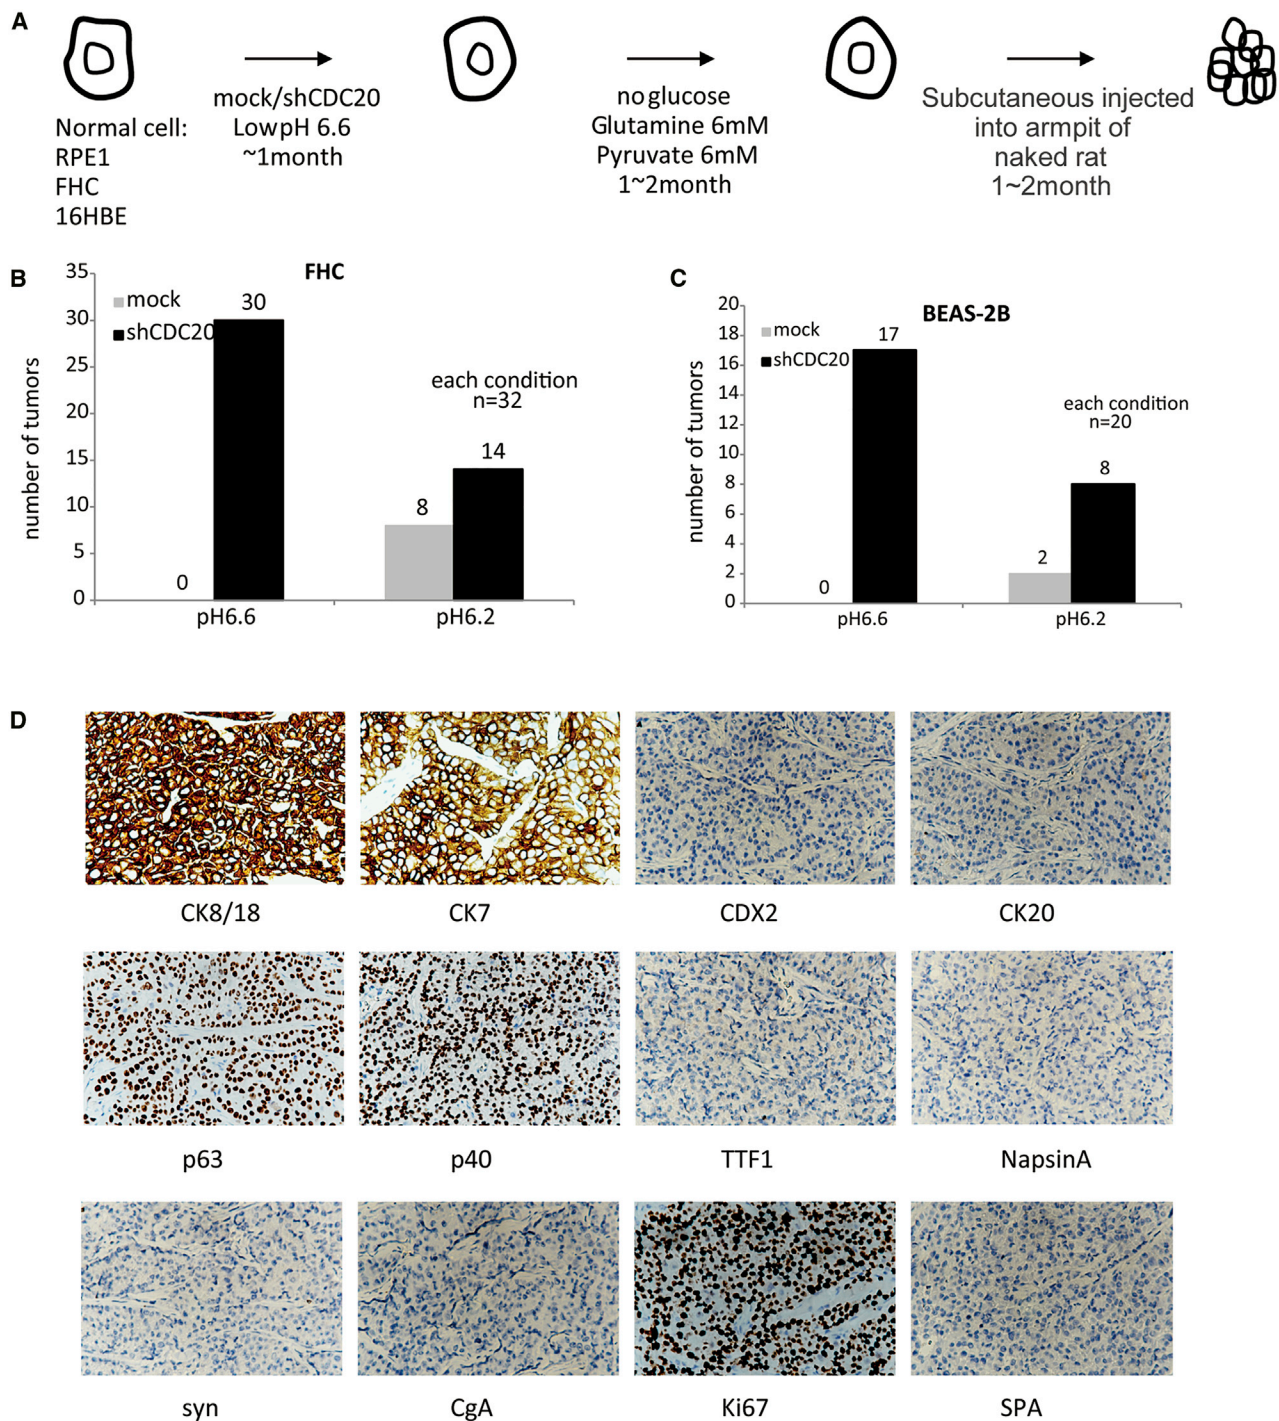 A
Normal cell:
RPE1
FHC
16HBE
mock/shCDC20
LowpH 6.6
~1month
no glucose
Glutamine 6mM
Pyruvate 6mM
1~2month
Subcutaneous injected
into armpit of
naked rat
1~2month
B
FHC
number of tumors
35
30
25
20
15
10
5
0
mock
shCDC20
0
30
8
14
each condition
n=32
pH6.6
pH6.2
C
BEAS-2B
number of tumors
20
18
16
14
12
10
8
6
4
2
0
mock
shCDC20
0
17
2
8
each condition
n=20
pH6.6
pH6.2
D
CK8/18
CK7
CDX2
CK20
p63
p40
TTF1
NapsinA
syn
CgA
Ki67
SPA